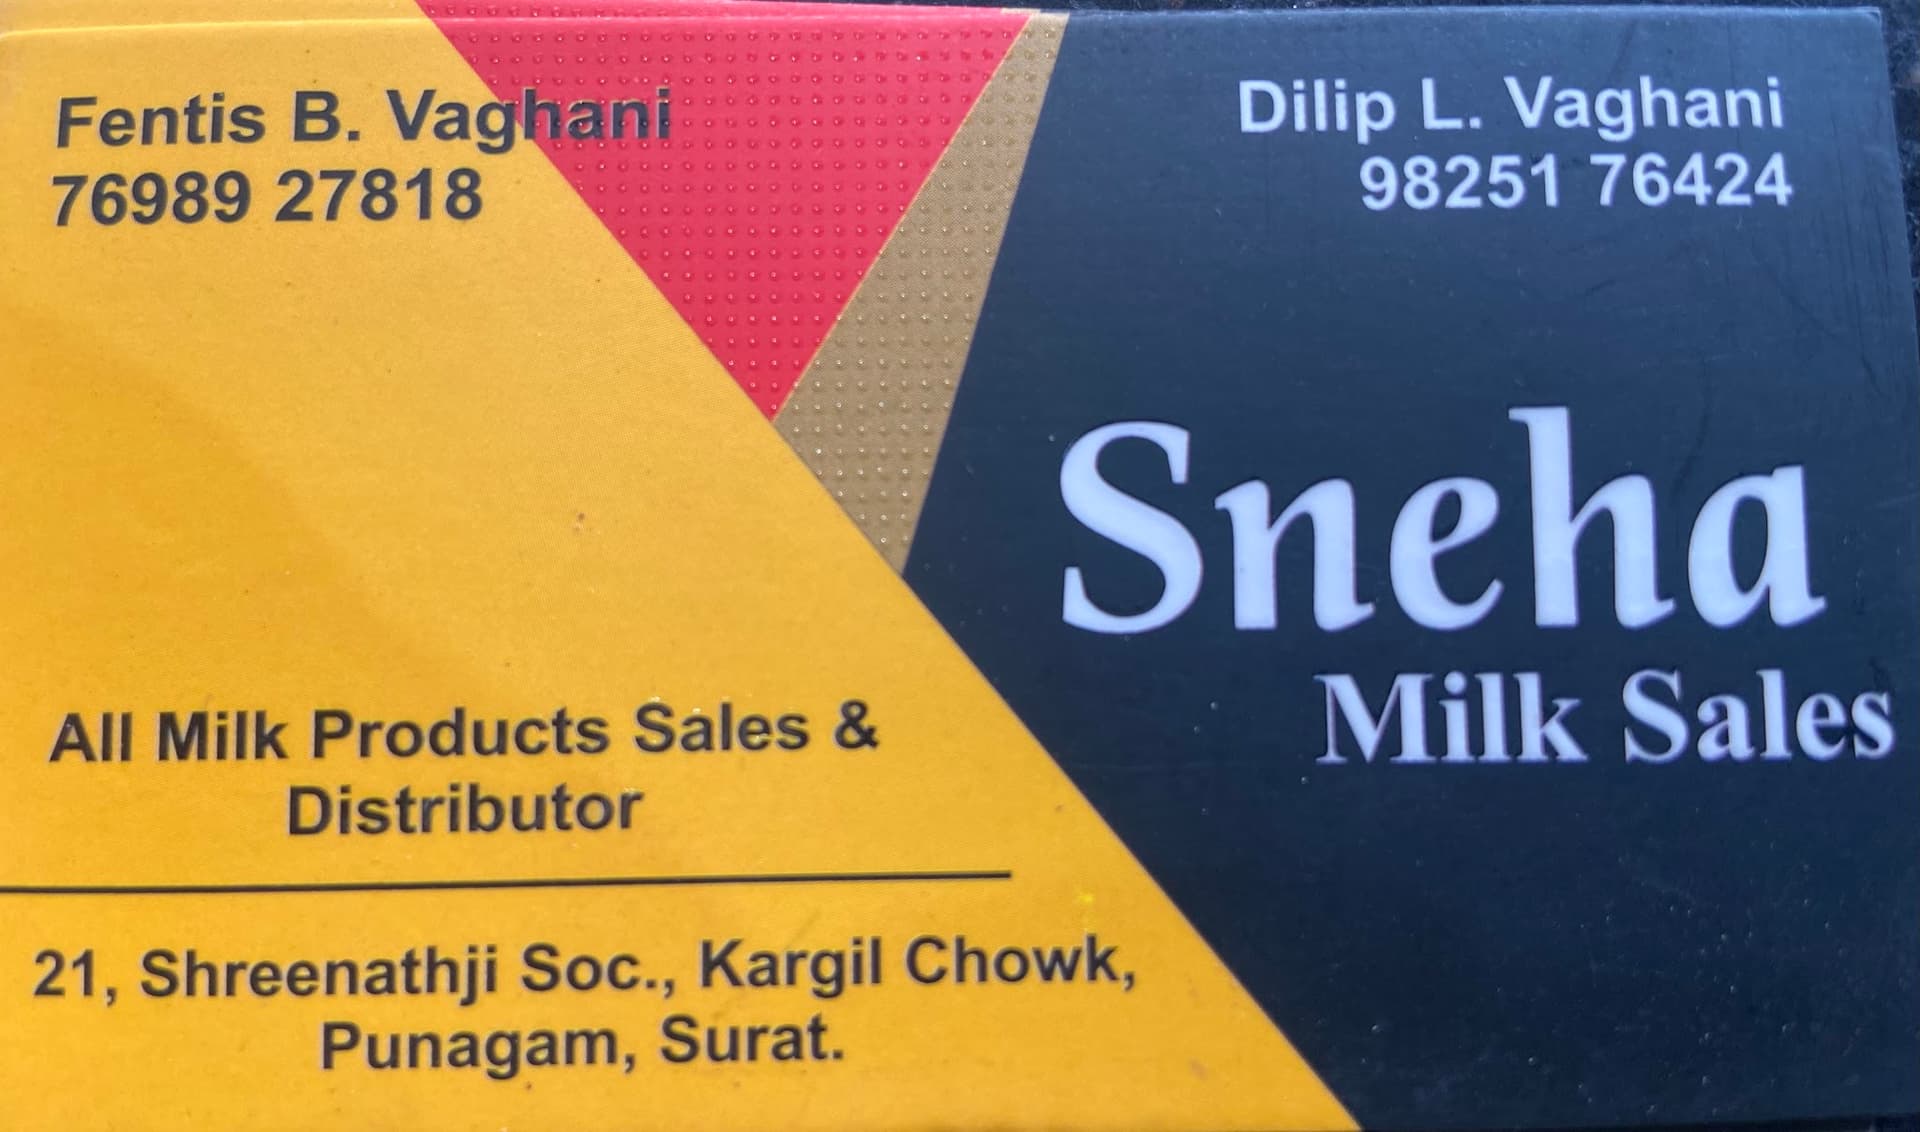 Fentis B. Vaghani
76989 27818
Dilip L. Vaghani
98251 76424
Sneha
Milk Sales
All Milk Products Sales &
Distributor
21, Shreenathji Soc., Kargil Chowk,
Punagam, Surat.